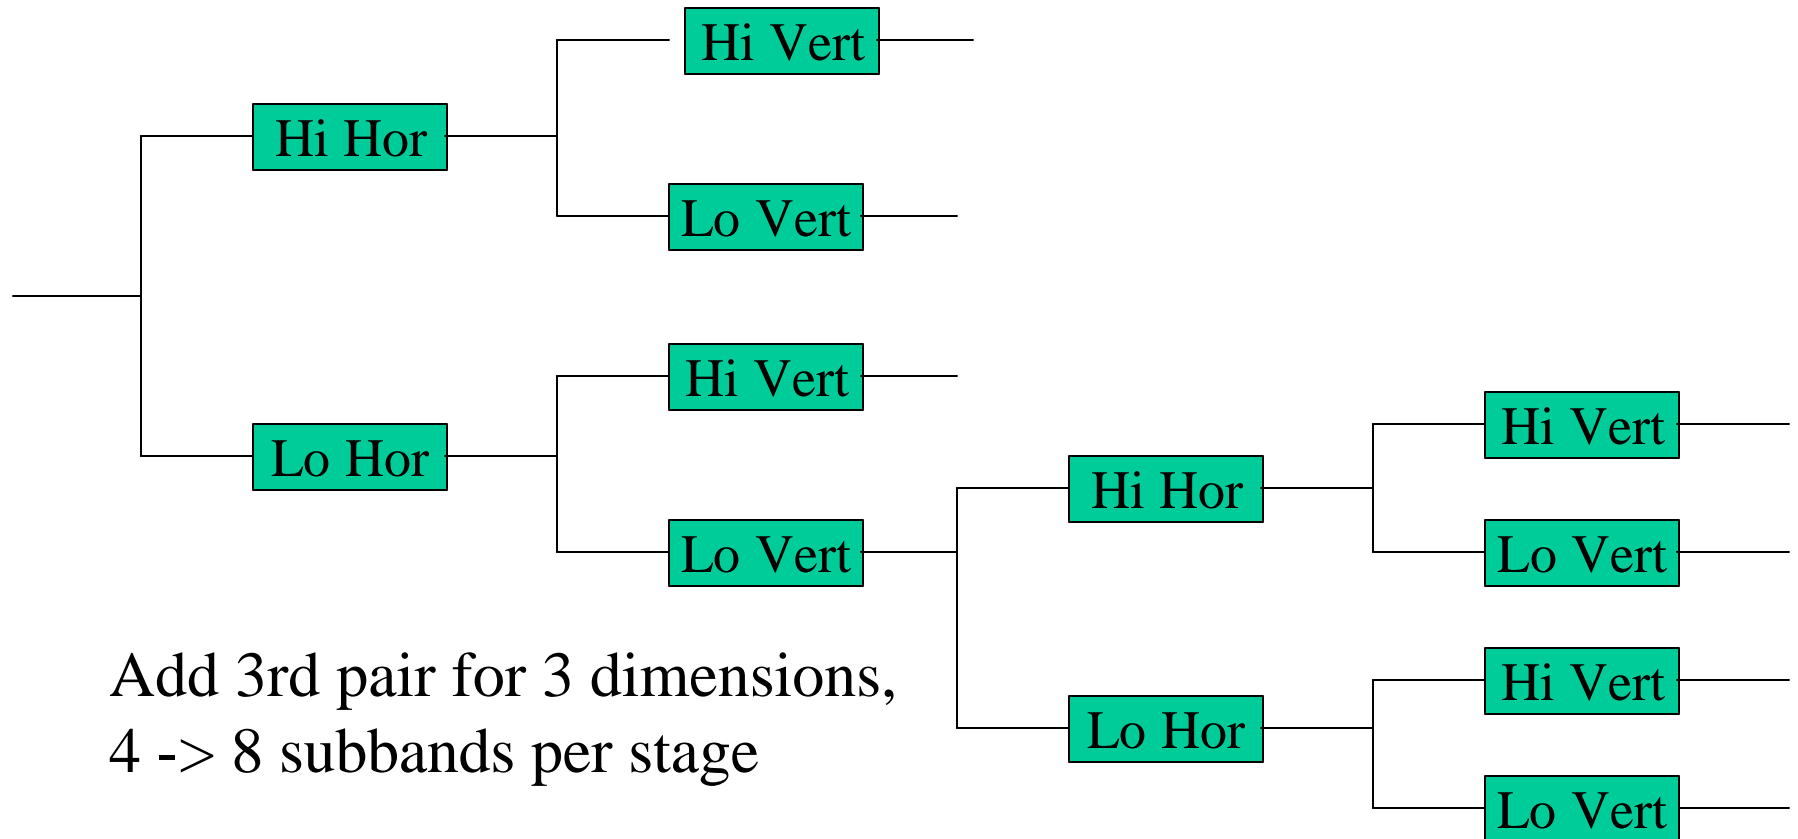 Hi Vert
Hi Hor
Lo Vert
Hi Vert
Lo Hor
Lo Vert
Hi Hor
Hi Vert
Lo Vert
Lo Hor
Hi Vert
Lo Vert
Add 3rd pair for 3 dimensions,
4 -> 8 subbands per stage